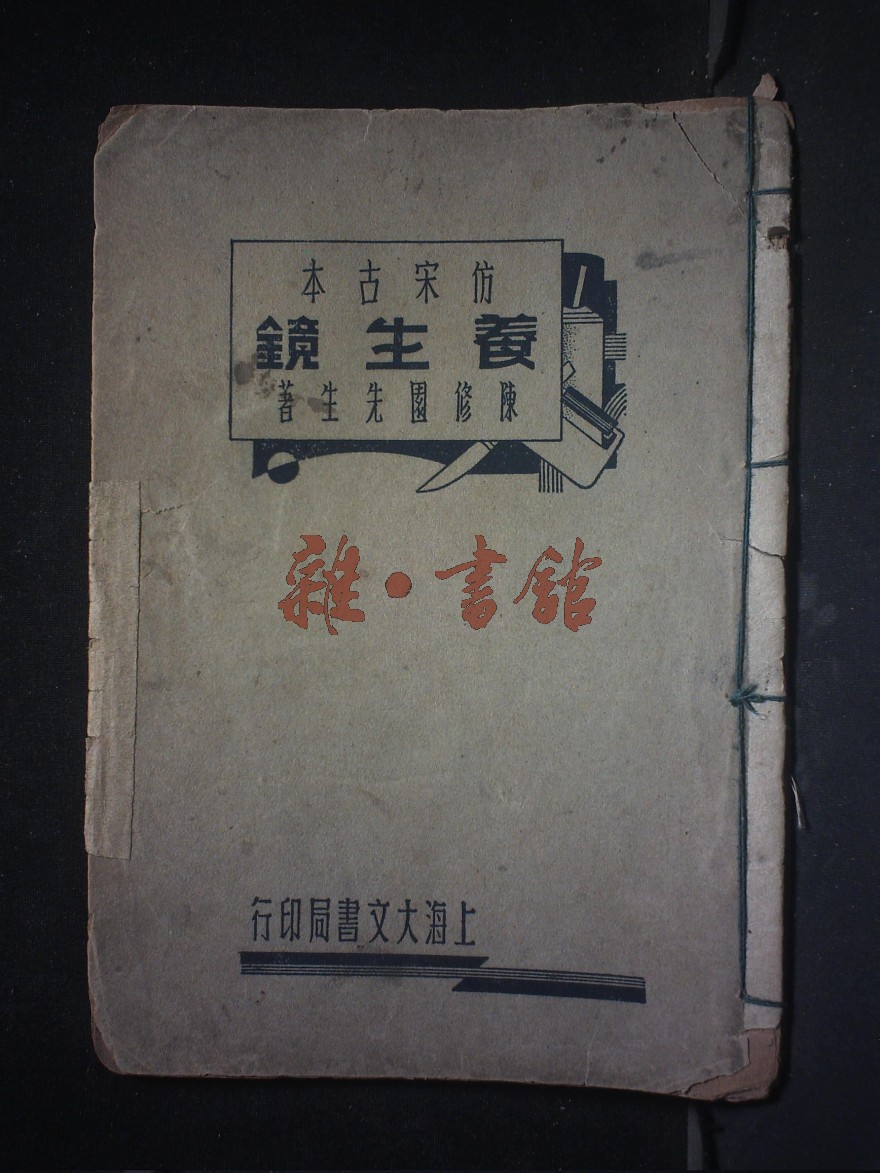 仿宋古本
養生鏡
陳修園先生著
雜·書館
上海大文書局印行